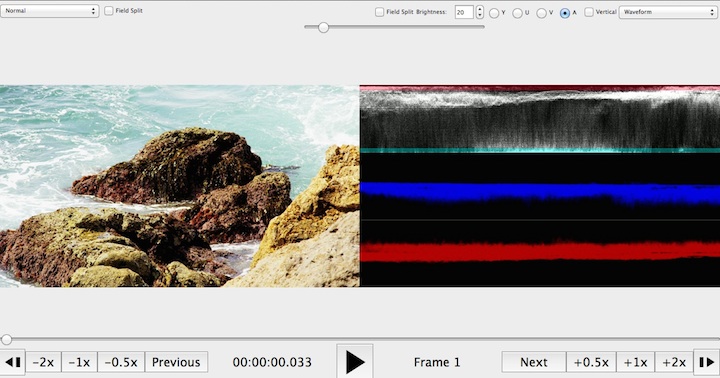 Normal Field Split Field Split Brightness: 20 Y U V A Vertical Waveform
-2x -1x -0.5x Previous 00:00:00.033 Frame 1 Next +0.5x +1x +2x